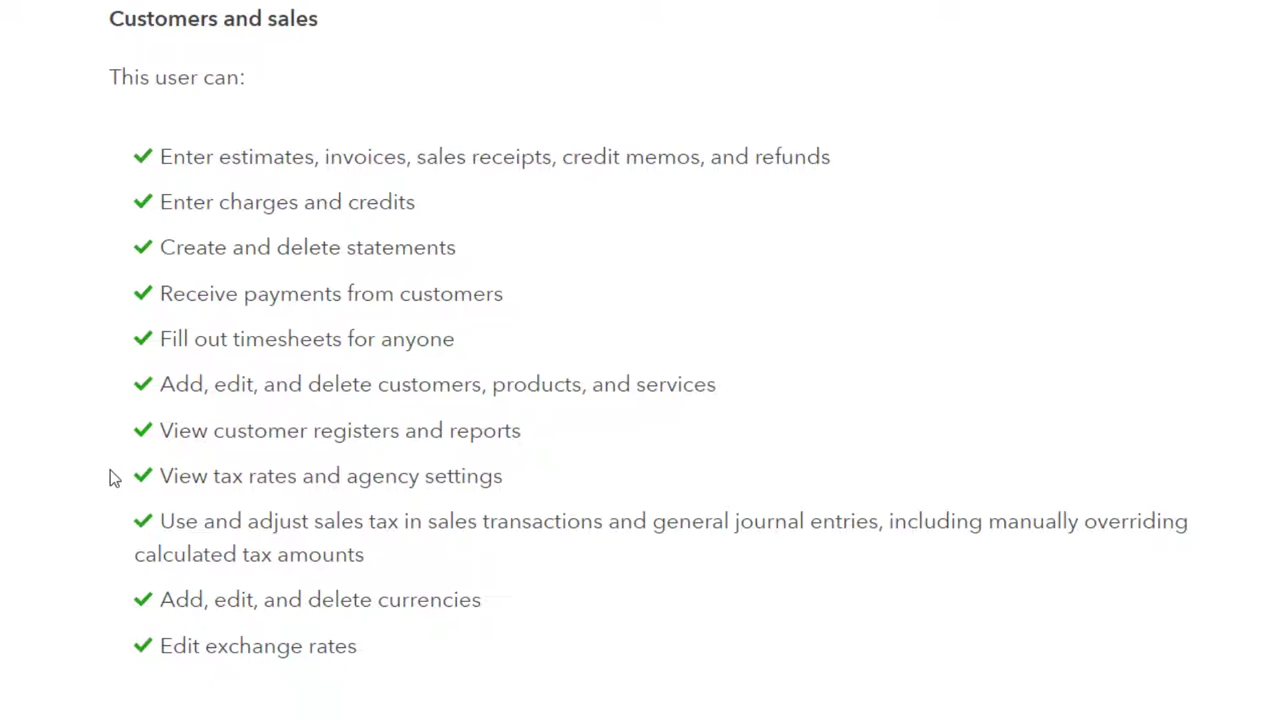 Customers and sales
This user can:
Enter estimates, invoices, sales receipts, credit memos, and refunds
Enter charges and credits
Create and delete statements
Receive payments from customers
Fill out timesheets for anyone
Add, edit, and delete customers, products, and services
View customer registers and reports
View tax rates and agency settings
Use and adjust sales tax in sales transactions and general journal entries, including manually overriding
calculated tax amounts
Add, edit, and delete currencies
Edit exchange rates